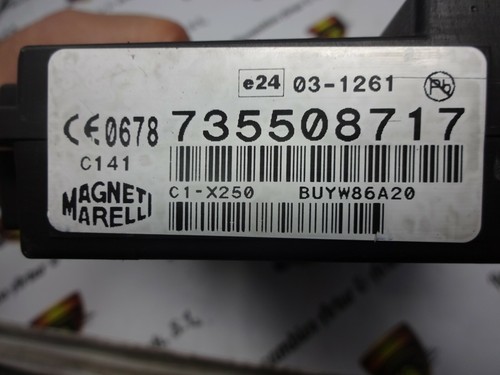 e24 03-1261
Pb
CE0678 735508717
C141
C1-X250 BUYW86A20
MAGNETI
MARELLI